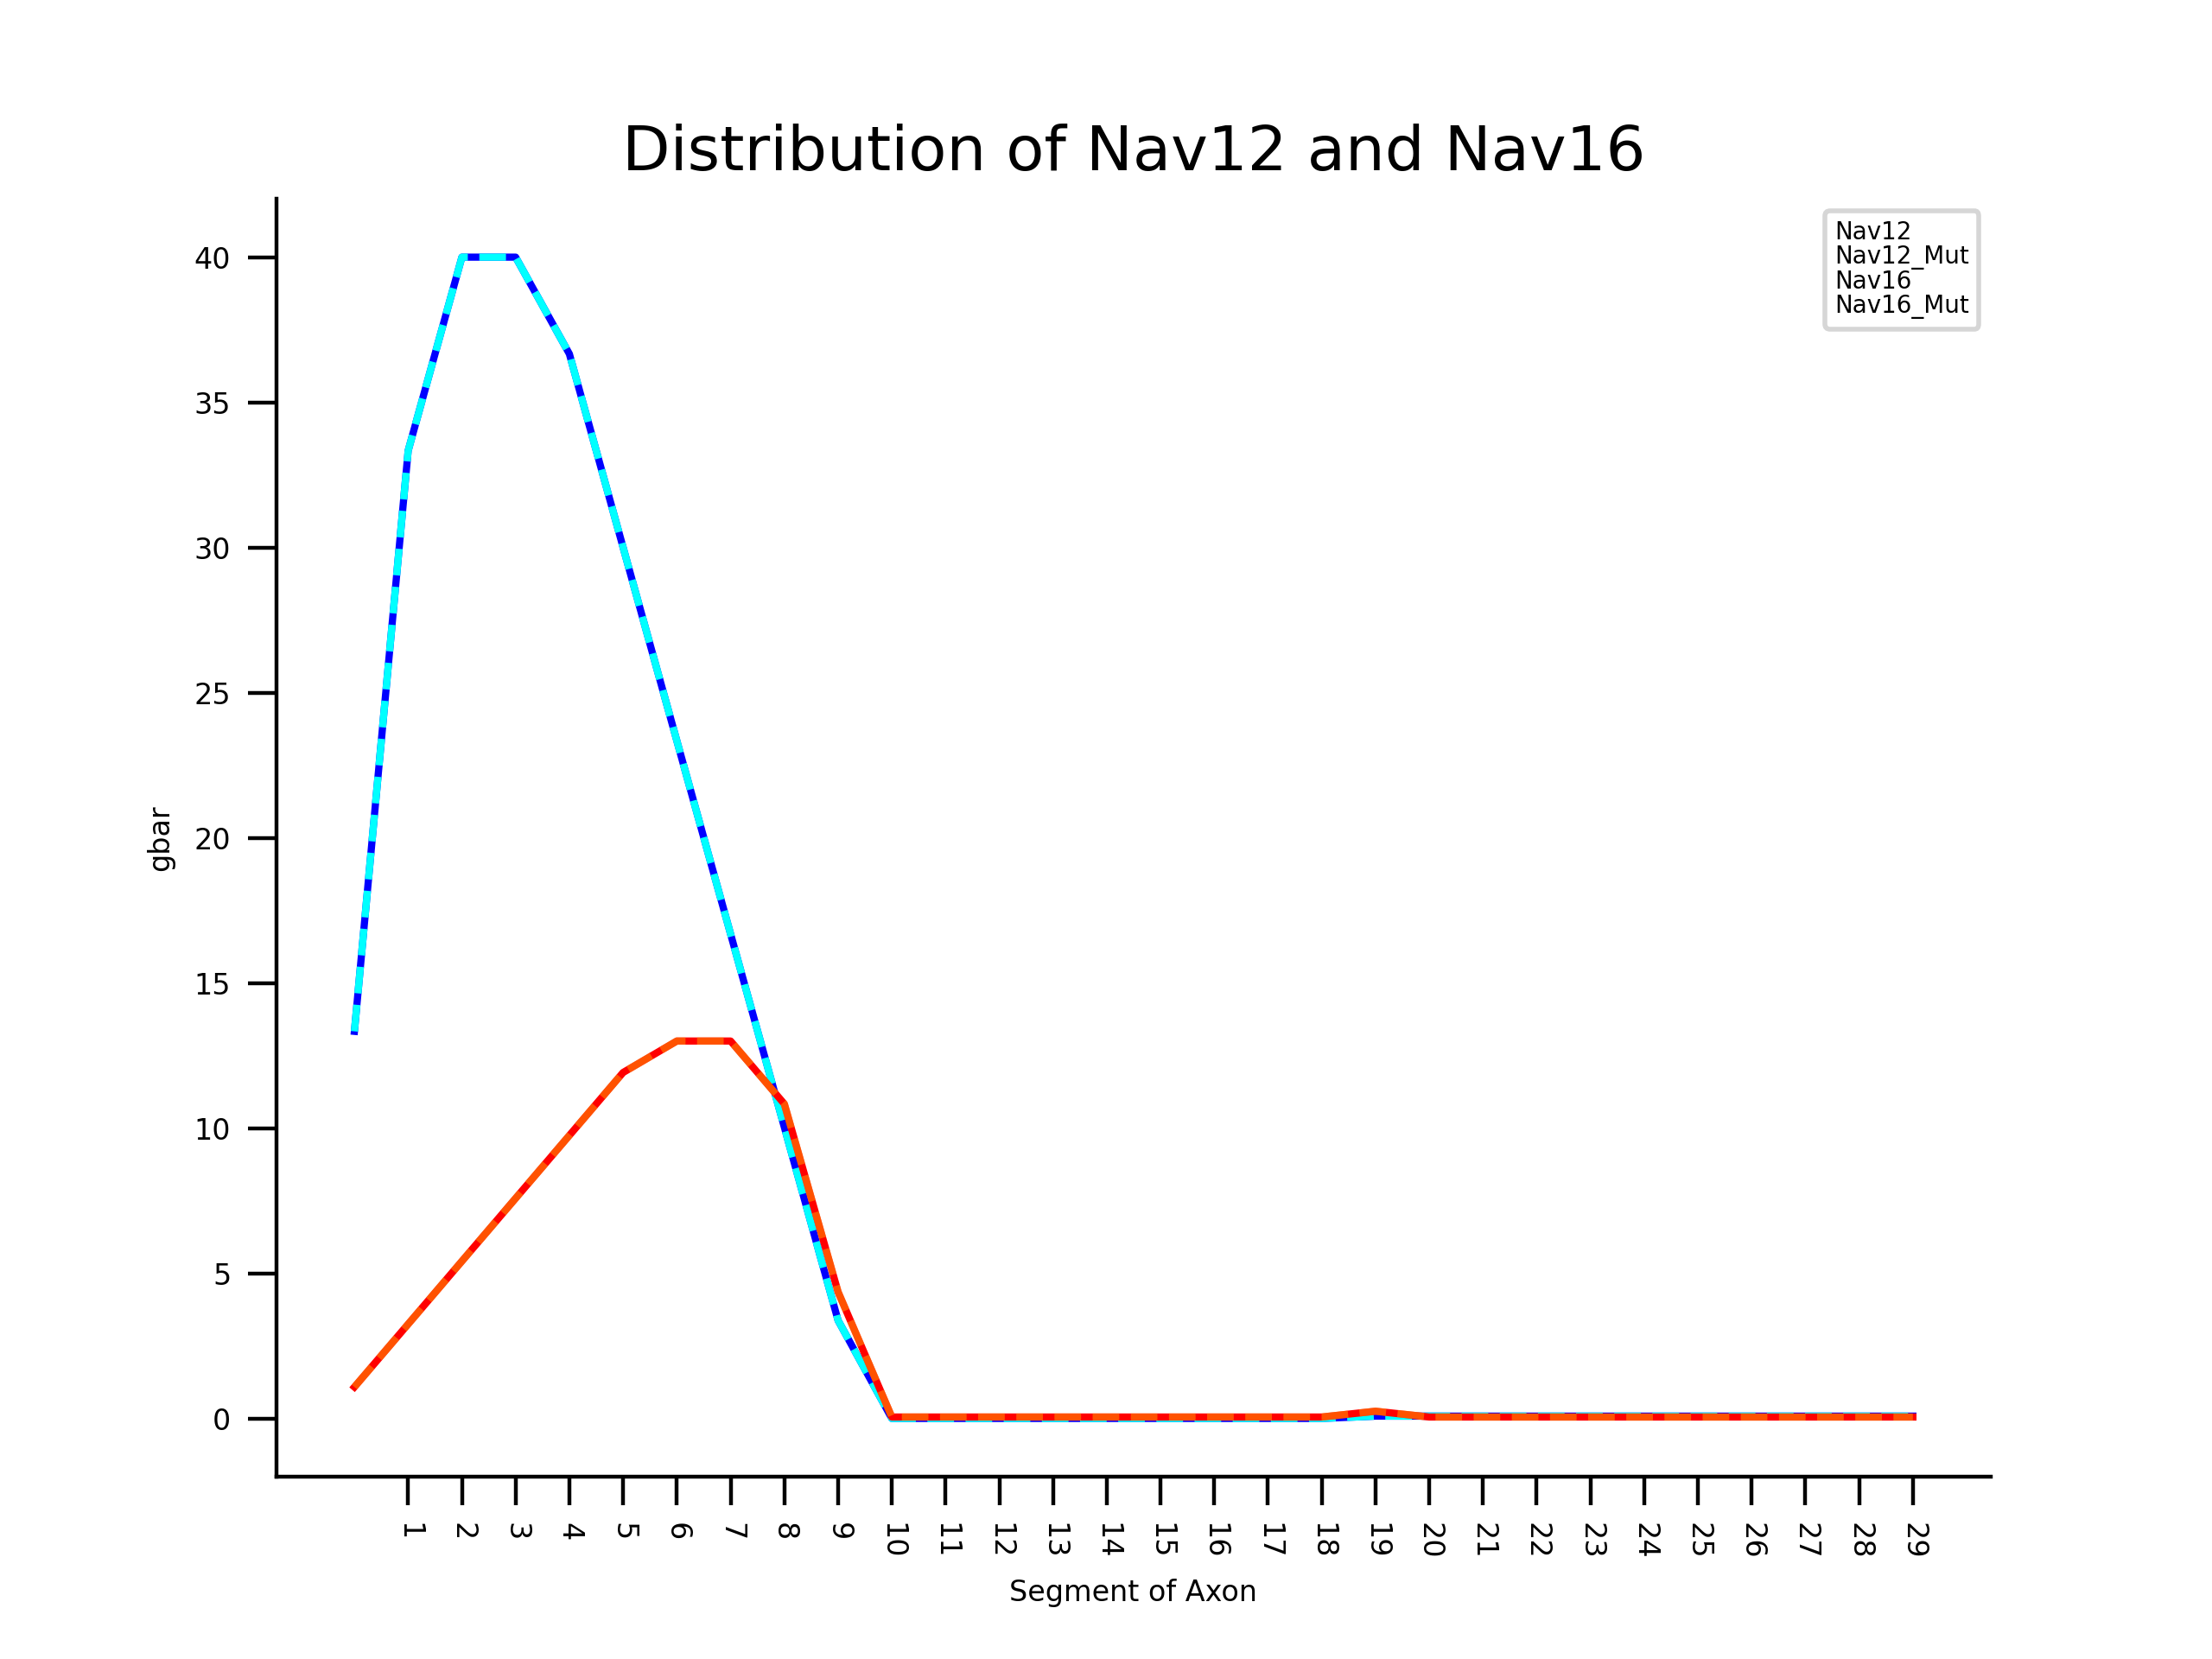 Distribution of Nav12 and Nav16
Nav12
Nav12_Mut
Nav16
Nav16_Mut
40
35
30
25
20
15
10
5
0
gbar
1 2 3 4 5 6 7 8 9 10 11 12 13 14 15 16 17 18 19 20 21 22 23 24 25 26 27 28 29
Segment of Axon